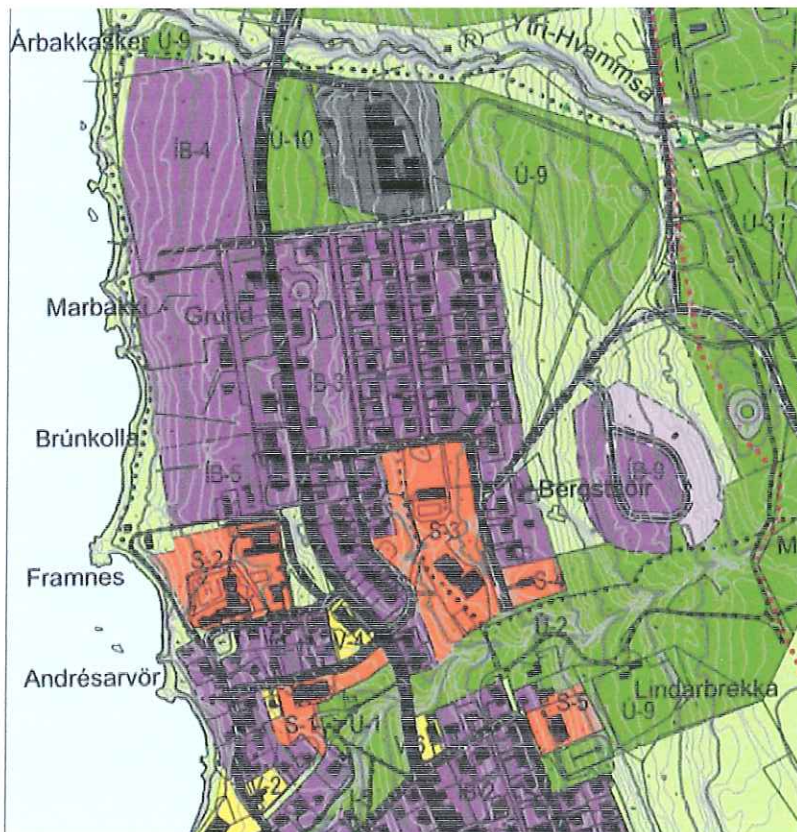 Árbakkasker Ú-9
Ytri-Hvammsá
R
ÍB-4
Ú-10
Ú-9
Ú-3
Marbakki
Grund
ÍB-3
Brúnkolla
ÍB-5
ÍB-9
S-3
S-2
Framnes
S-4
Ú-2
M
V-4
Andrésarvör
Lindarbrekka
S-5
Ú-9
S-1
Ú-1
ÍB-2